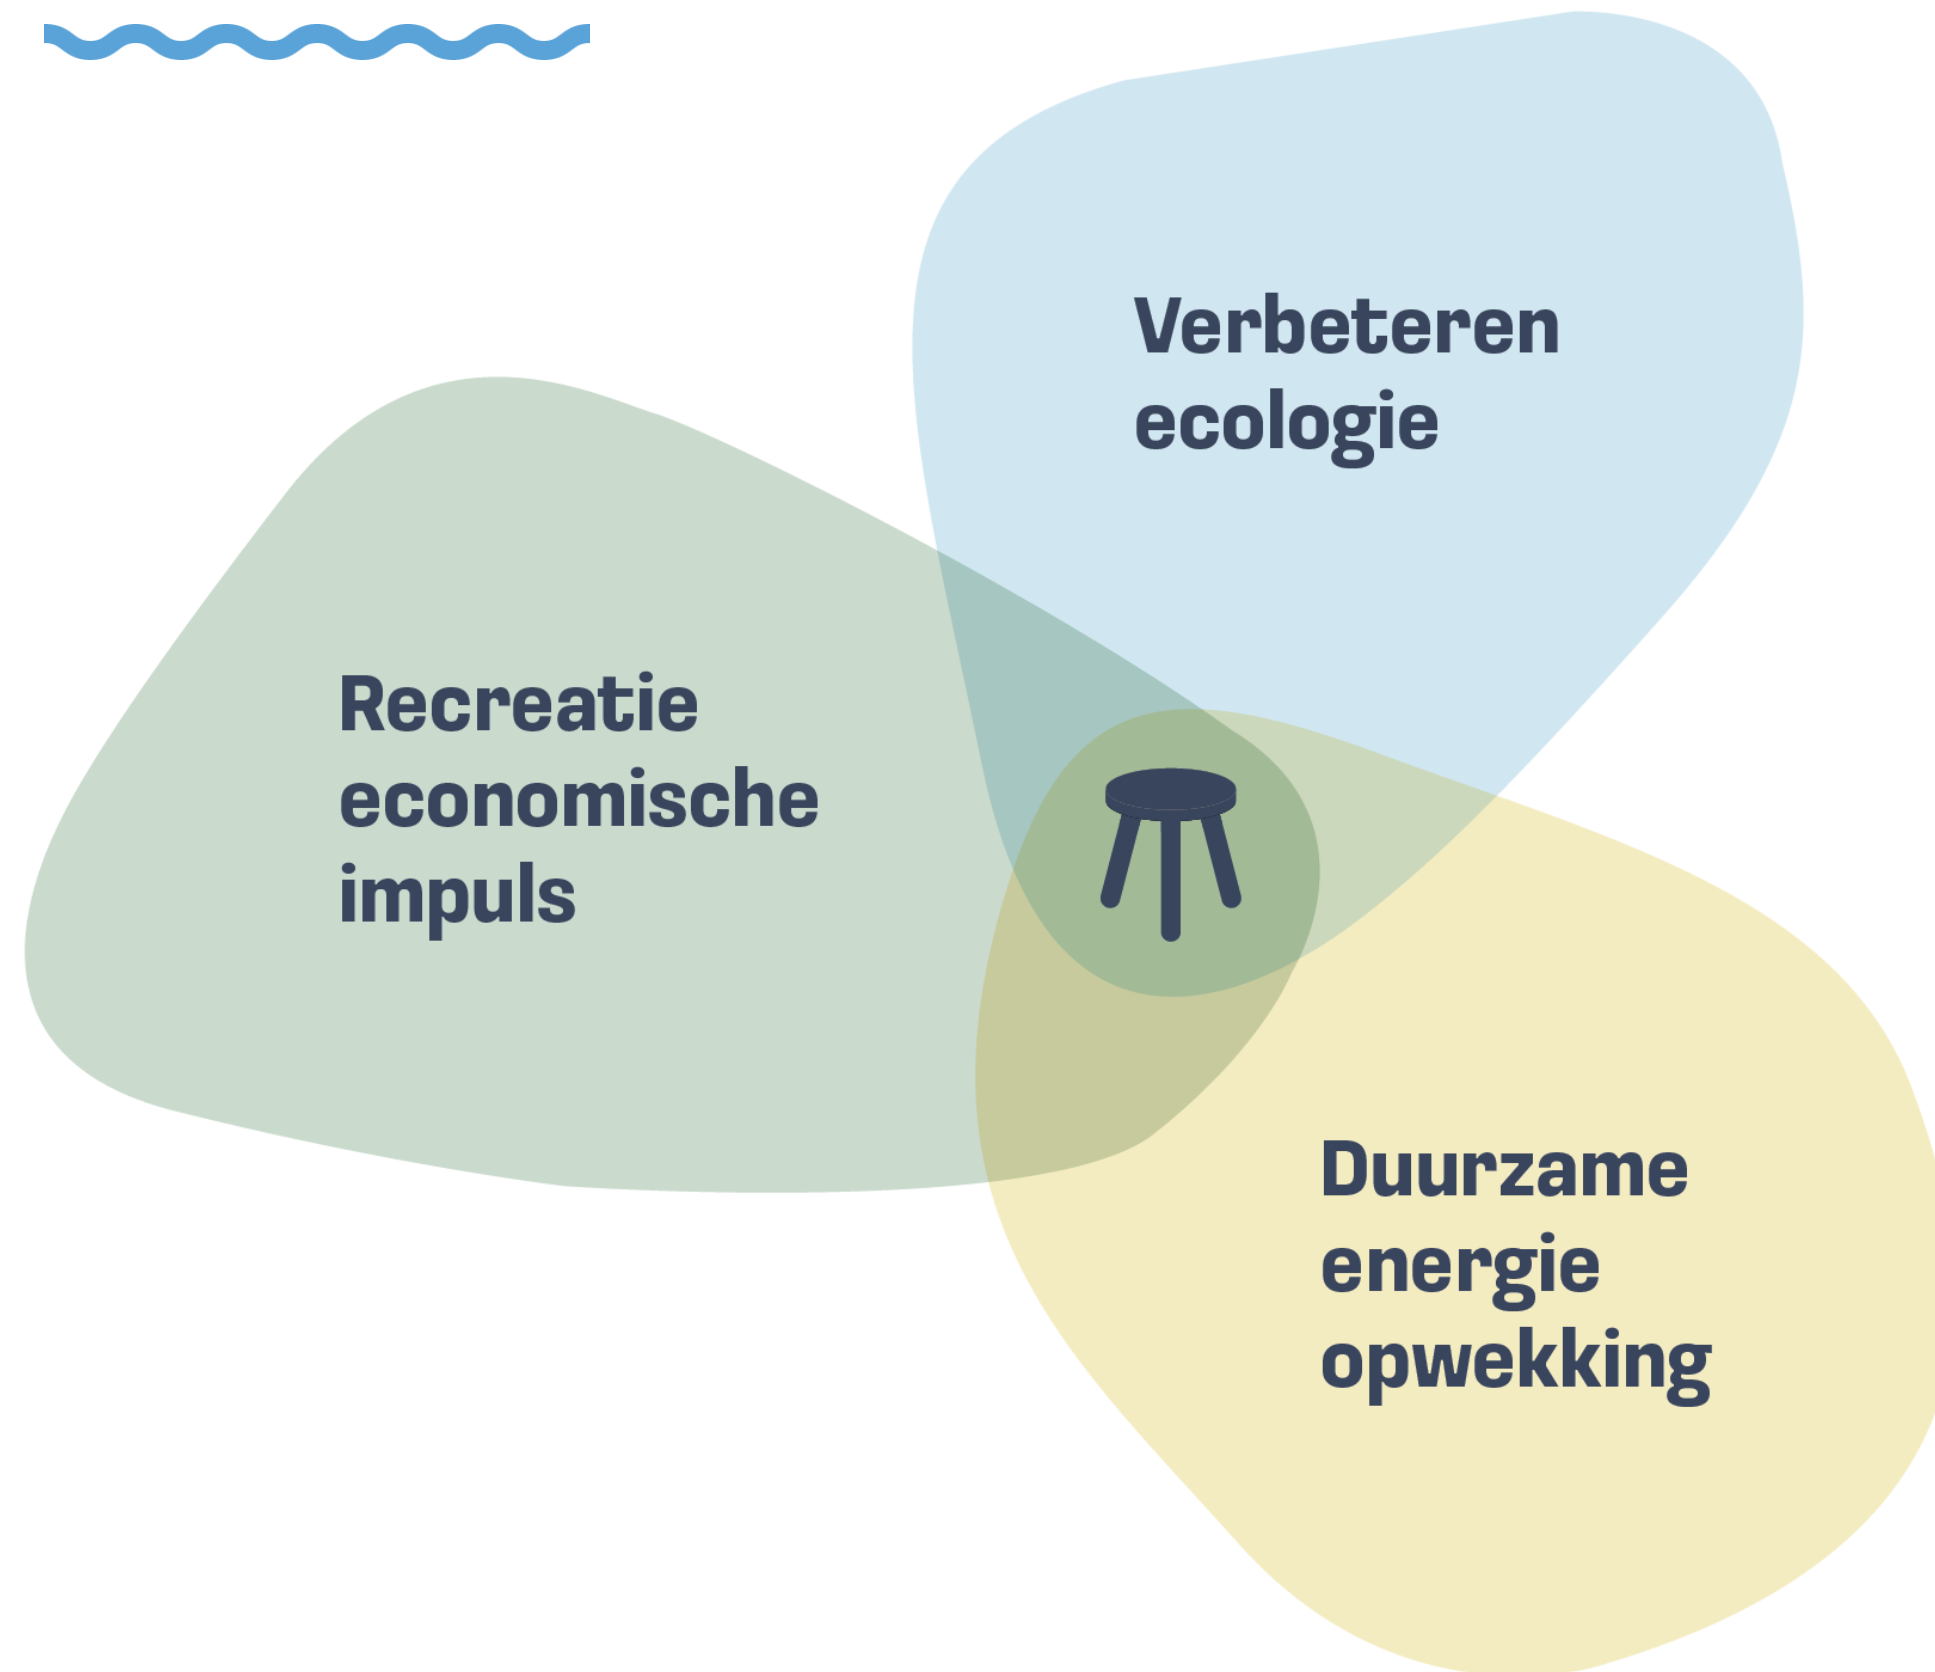 Verbeteren
ecologie
Recreatie
economische
impuls
Duurzame
energie
opwekking